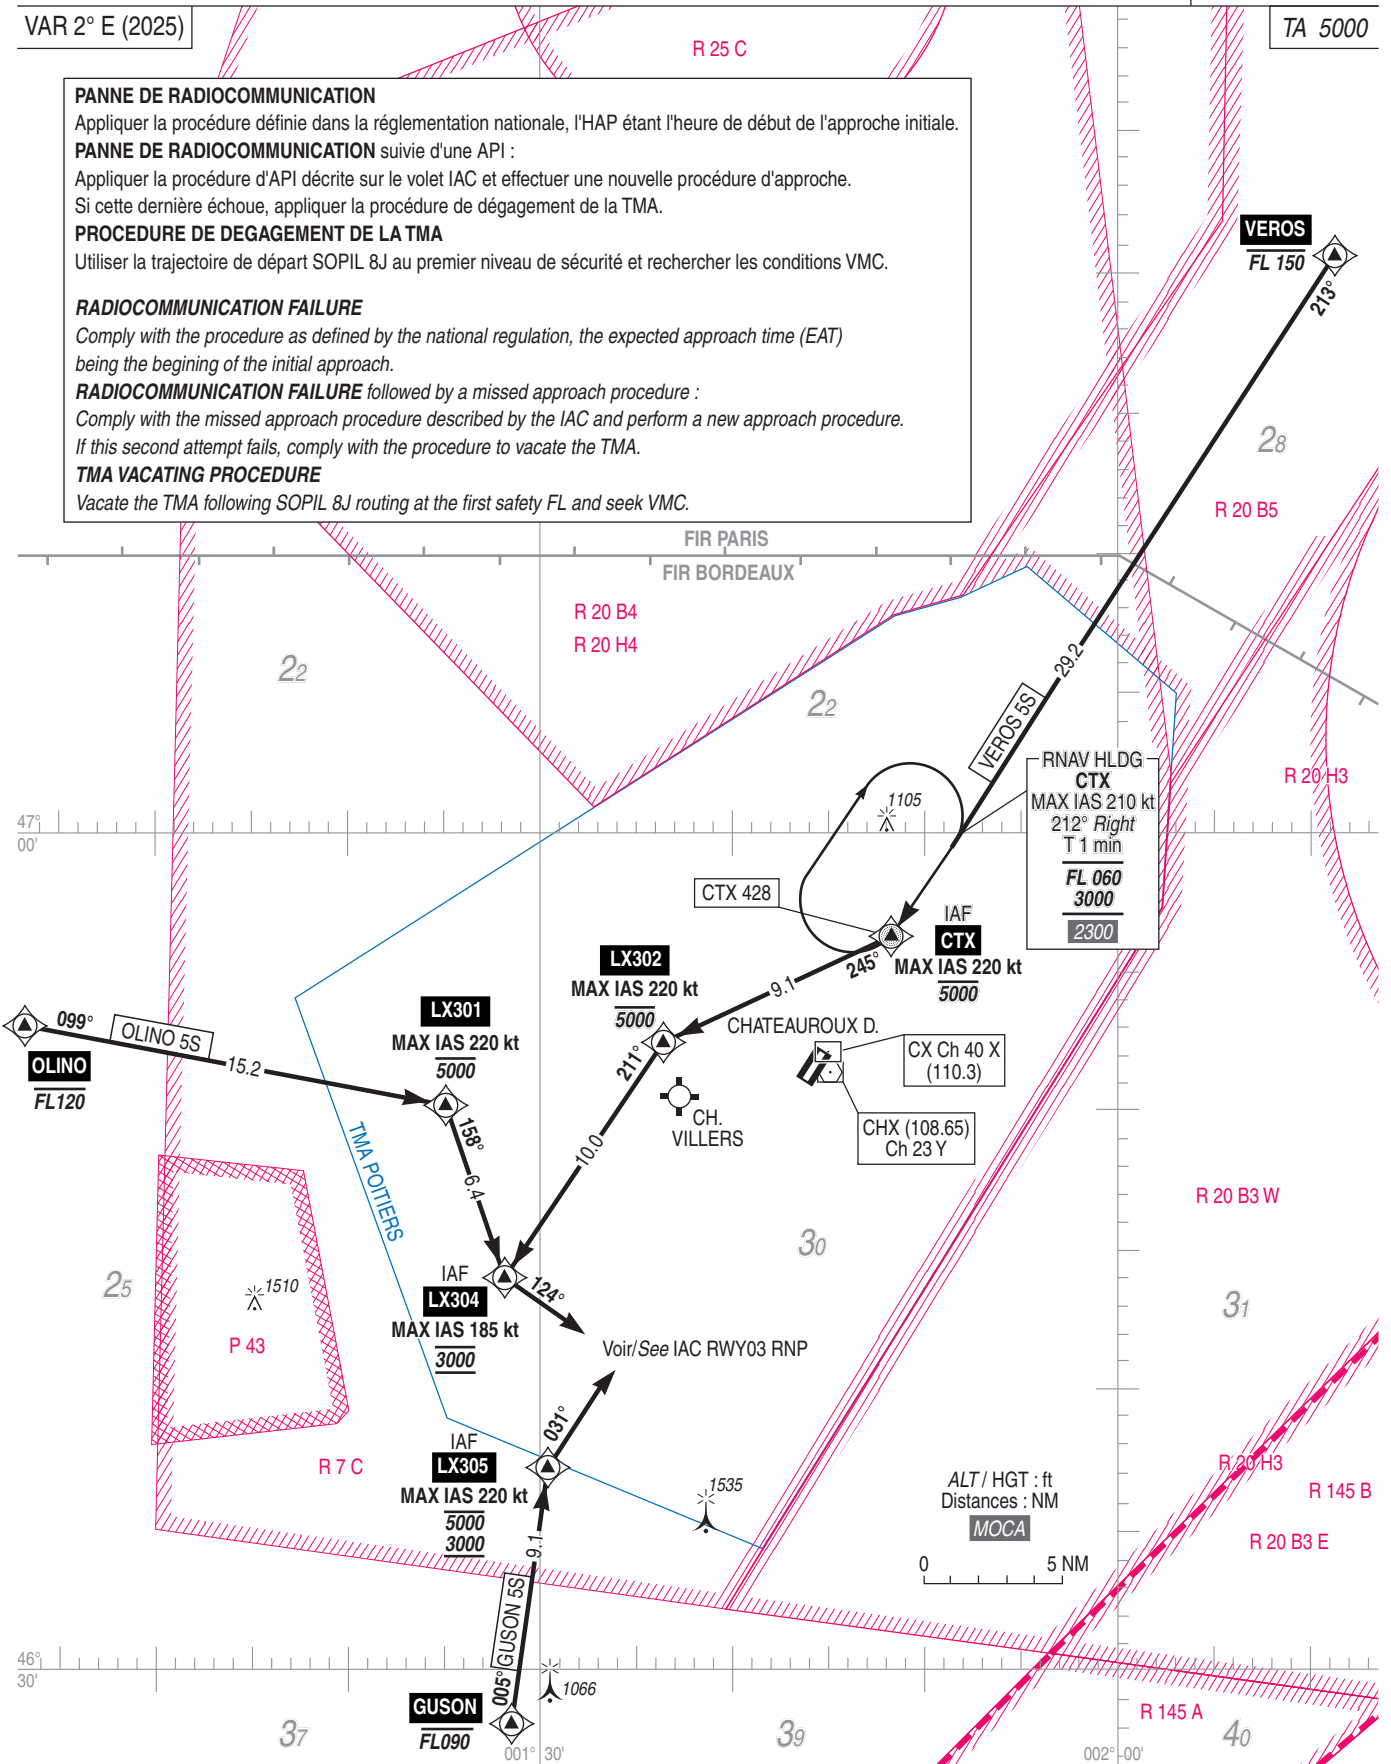 VAR 2° E (2025)
TA 5000
R 25 C
PANNE DE RADIOCOMMUNICATION
Appliquer la procédure définie dans la réglementation nationale, l'HAP étant l'heure de début de l'approche initiale.
PANNE DE RADIOCOMMUNICATION suivie d'une API :
Appliquer la procédure d'API décrite sur le volet IAC et effectuer une nouvelle procédure d'approche.
Si cette dernière échoue, appliquer la procédure de dégagement de la TMA.
PROCEDURE DE DEGAGEMENT DE LA TMA
Utiliser la trajectoire de départ SOPIL 8J au premier niveau de sécurité et rechercher les conditions VMC.
RADIOCOMMUNICATION FAILURE
Comply with the procedure as defined by the national regulation, the expected approach time (EAT)
being the begining of the initial approach.
RADIOCOMMUNICATION FAILURE followed by a missed approach procedure :
Comply with the missed approach procedure described by the IAC and perform a new approach procedure.
If this second attempt fails, comply with the procedure to vacate the TMA.
TMA VACATING PROCEDURE
Vacate the TMA following SOPIL 8J routing at the first safety FL and seek VMC.
VEROS
FL 150
213°
28
R 20 B5
FIR PARIS
FIR BORDEAUX
R 20 B4
R 20 H4
22
22
29.2
VEROS 5S
RNAV HLDG
CTX
MAX IAS 210 kt
212° Right
T 1 min
FL 060
3000
2300
R 20 H3
1105
47°
00'
CTX 428
IAF
CTX
MAX IAS 220 kt
5000
245°
9.1
LX302
MAX IAS 220 kt
5000
211°
CHATEAUROUX D.
CX Ch 40 X
(110.3)
CHX (108.65)
Ch 23 Y
CH.
VILLERS
LX301
MAX IAS 220 kt
5000
099°
OLINO 5S
15.2
OLINO
FL120
158°
6.4
10.0
TMA POITIERS
R 20 B3 W
30
25
31
1510
P 43
IAF
LX304
MAX IAS 185 kt
3000
124°
Voir/See IAC RWY03 RNP
031°
IAF
LX305
MAX IAS 220 kt
5000
3000
R 7 C
1535
ALT / HGT : ft
Distances : NM
MOCA
0 5 NM
R 20 H3
R 145 B
R 20 B3 E
9.1
GUSON 5S
005°
46°
30'
1066
GUSON
FL090
37
39
R 145 A
40
001° 30'
002° 00'